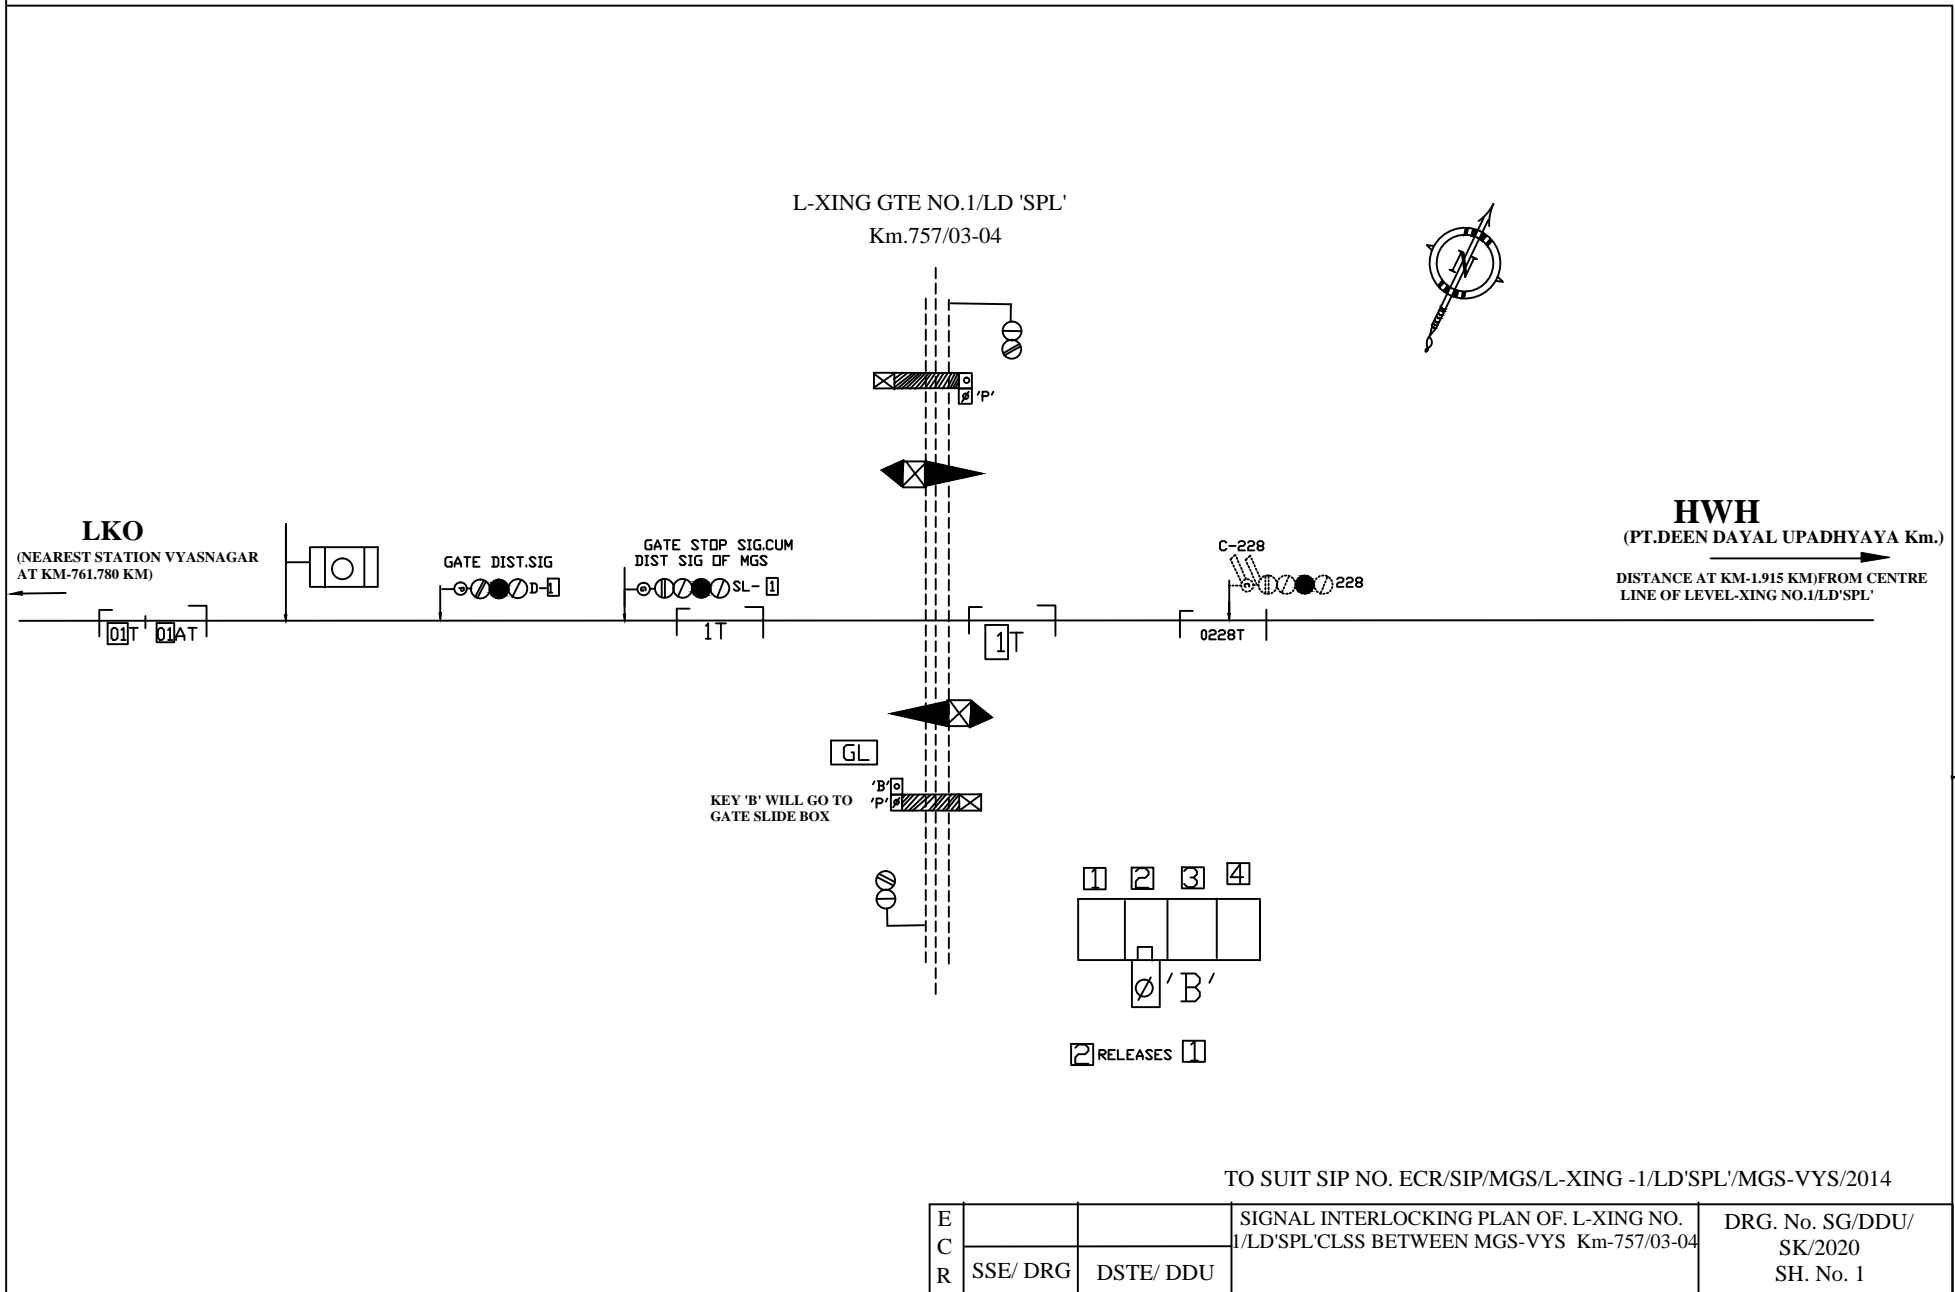 L-XING GTE NO.1/LD 'SPL'
Km.757/03-04
N
'P'
LKO
(NEAREST STATION VYASNAGAR
AT KM-761.780 KM)
GATE DIST.SIG
D-1
GATE STOP SIG.CUM
DIST SIG OF MGS
SL- 1
C-228
228
HWH
(PT.DEEN DAYAL UPADHYAYA Km.)
DISTANCE AT KM-1.915 KM)FROM CENTRE
LINE OF LEVEL-XING NO.1/LD'SPL'
01T 01AT
1T
1T
0228T
GL
'B'
'P'
KEY 'B' WILL GO TO
GATE SLIDE BOX
1 2 3 4
'B'
2 RELEASES 1
TO SUIT SIP NO. ECR/SIP/MGS/L-XING -1/LD'SPL'/MGS-VYS/2014
E
C
R
SSE/ DRG
DSTE/ DDU
SIGNAL INTERLOCKING PLAN OF. L-XING NO.
1/LD'SPL'CLSS BETWEEN MGS-VYS Km-757/03-04
DRG. No. SG/DDU/
SK/2020
SH. No. 1